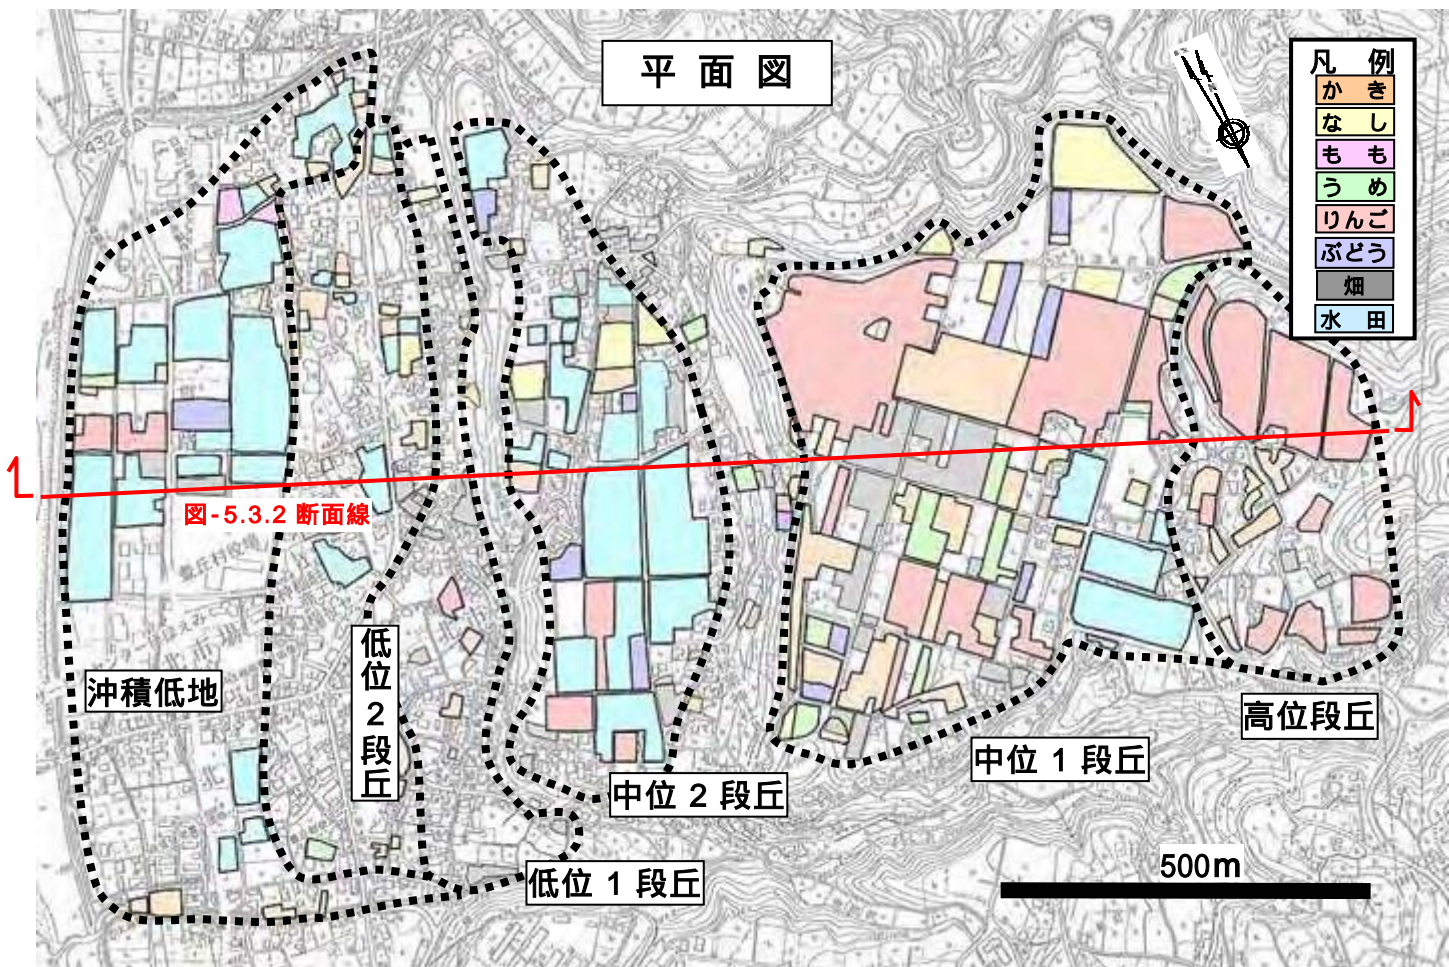 平面図
凡例
かき
なし
もも
うめ
りんご
ぶどう
畑
水田
図-5.3.2 断面線
沖積低地
低位2段丘
中位2段丘
低位1段丘
中位1段丘
高位段丘
500m